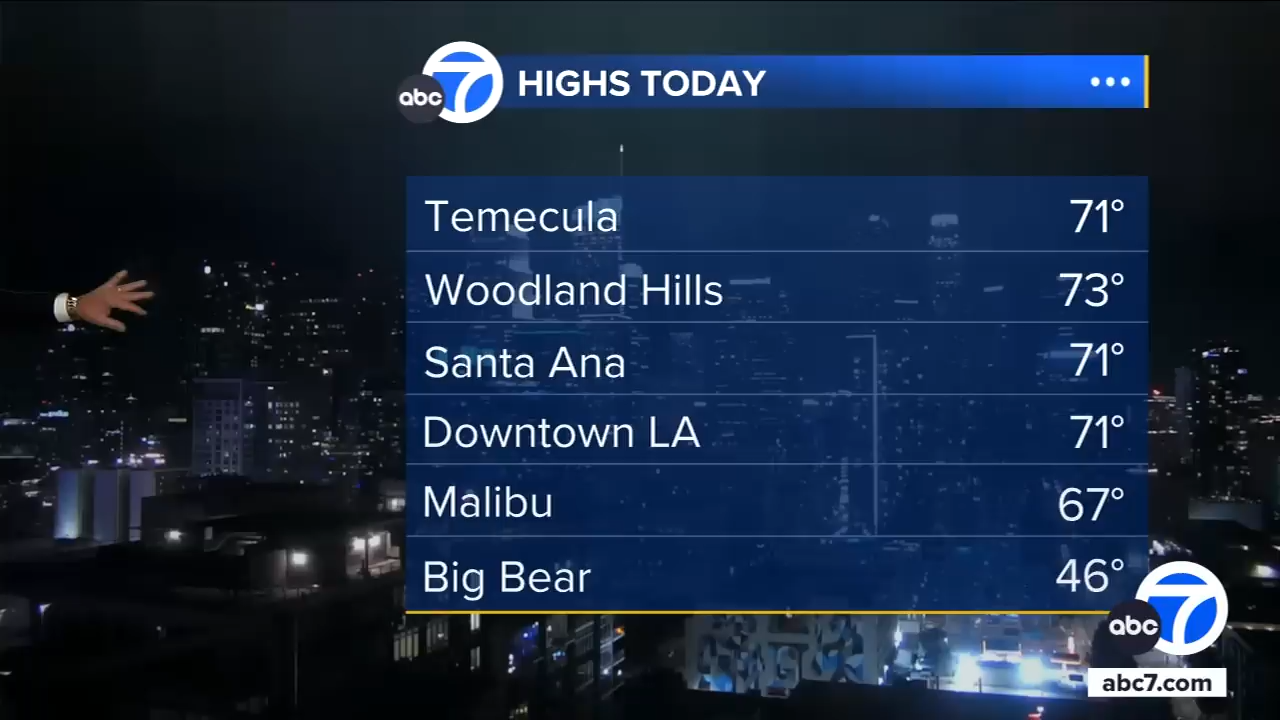 abc 7 HIGHS TODAY
Temecula 71°
Woodland Hills 73°
Santa Ana 71°
Downtown LA 71°
Malibu 67°
Big Bear 46°
abc 7
abc7.com